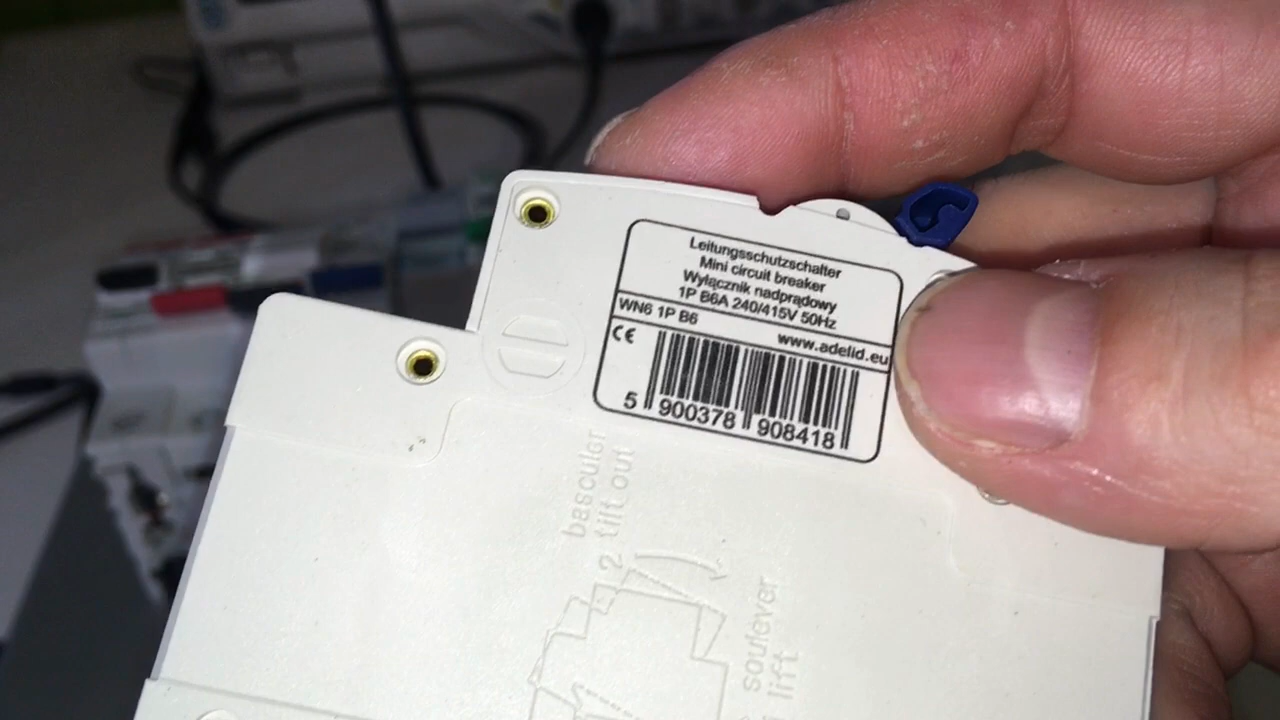 Leitungsschutzschalter
Mini circuit breaker
Wyłącznik nadprądowy
1P B6A 240/415V 50Hz
WN6 1P B6
www.adelid.eu
CE
5 900378 908418
basculer
tilt out
2
soulever
lift